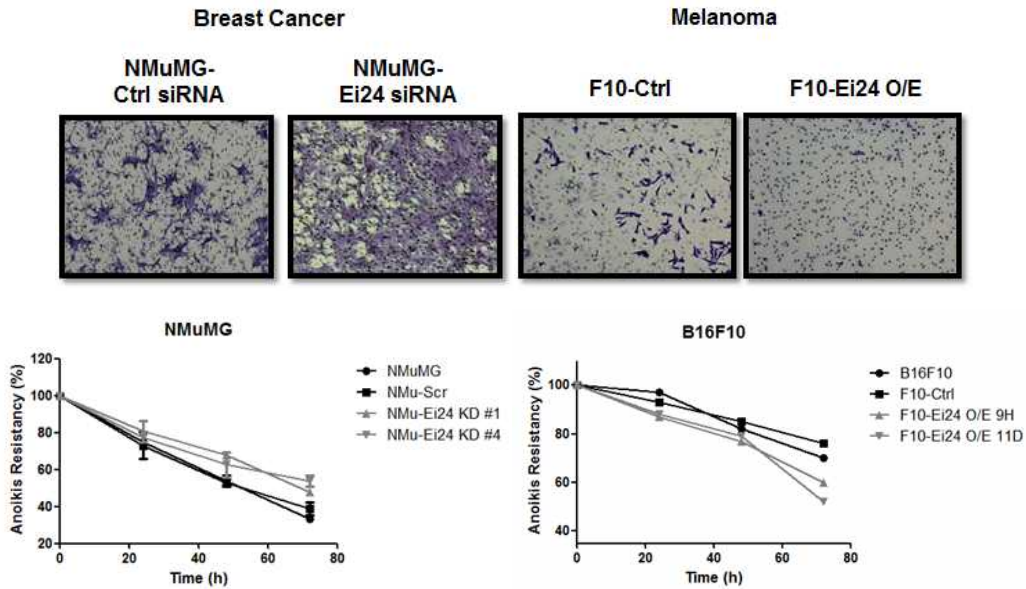 Breast Cancer
Melanoma
NMuMG-
Ctrl siRNA
NMuMG-
Ei24 siRNA
F10-Ctrl
F10-Ei24 O/E
NMuMG
Anoikis Resistancy (%)
120
100
80
60
40
20
0
20
40
60
80
Time (h)
NMuMG
NMu-Scr
NMu-Ei24 KD #1
NMu-Ei24 KD #4
B16F10
Anoikis Resistancy (%)
100
80
60
40
0
20
40
60
80
Time (h)
B16F10
F10-Ctrl
F10-Ei24 O/E 9H
F10-Ei24 O/E 11D